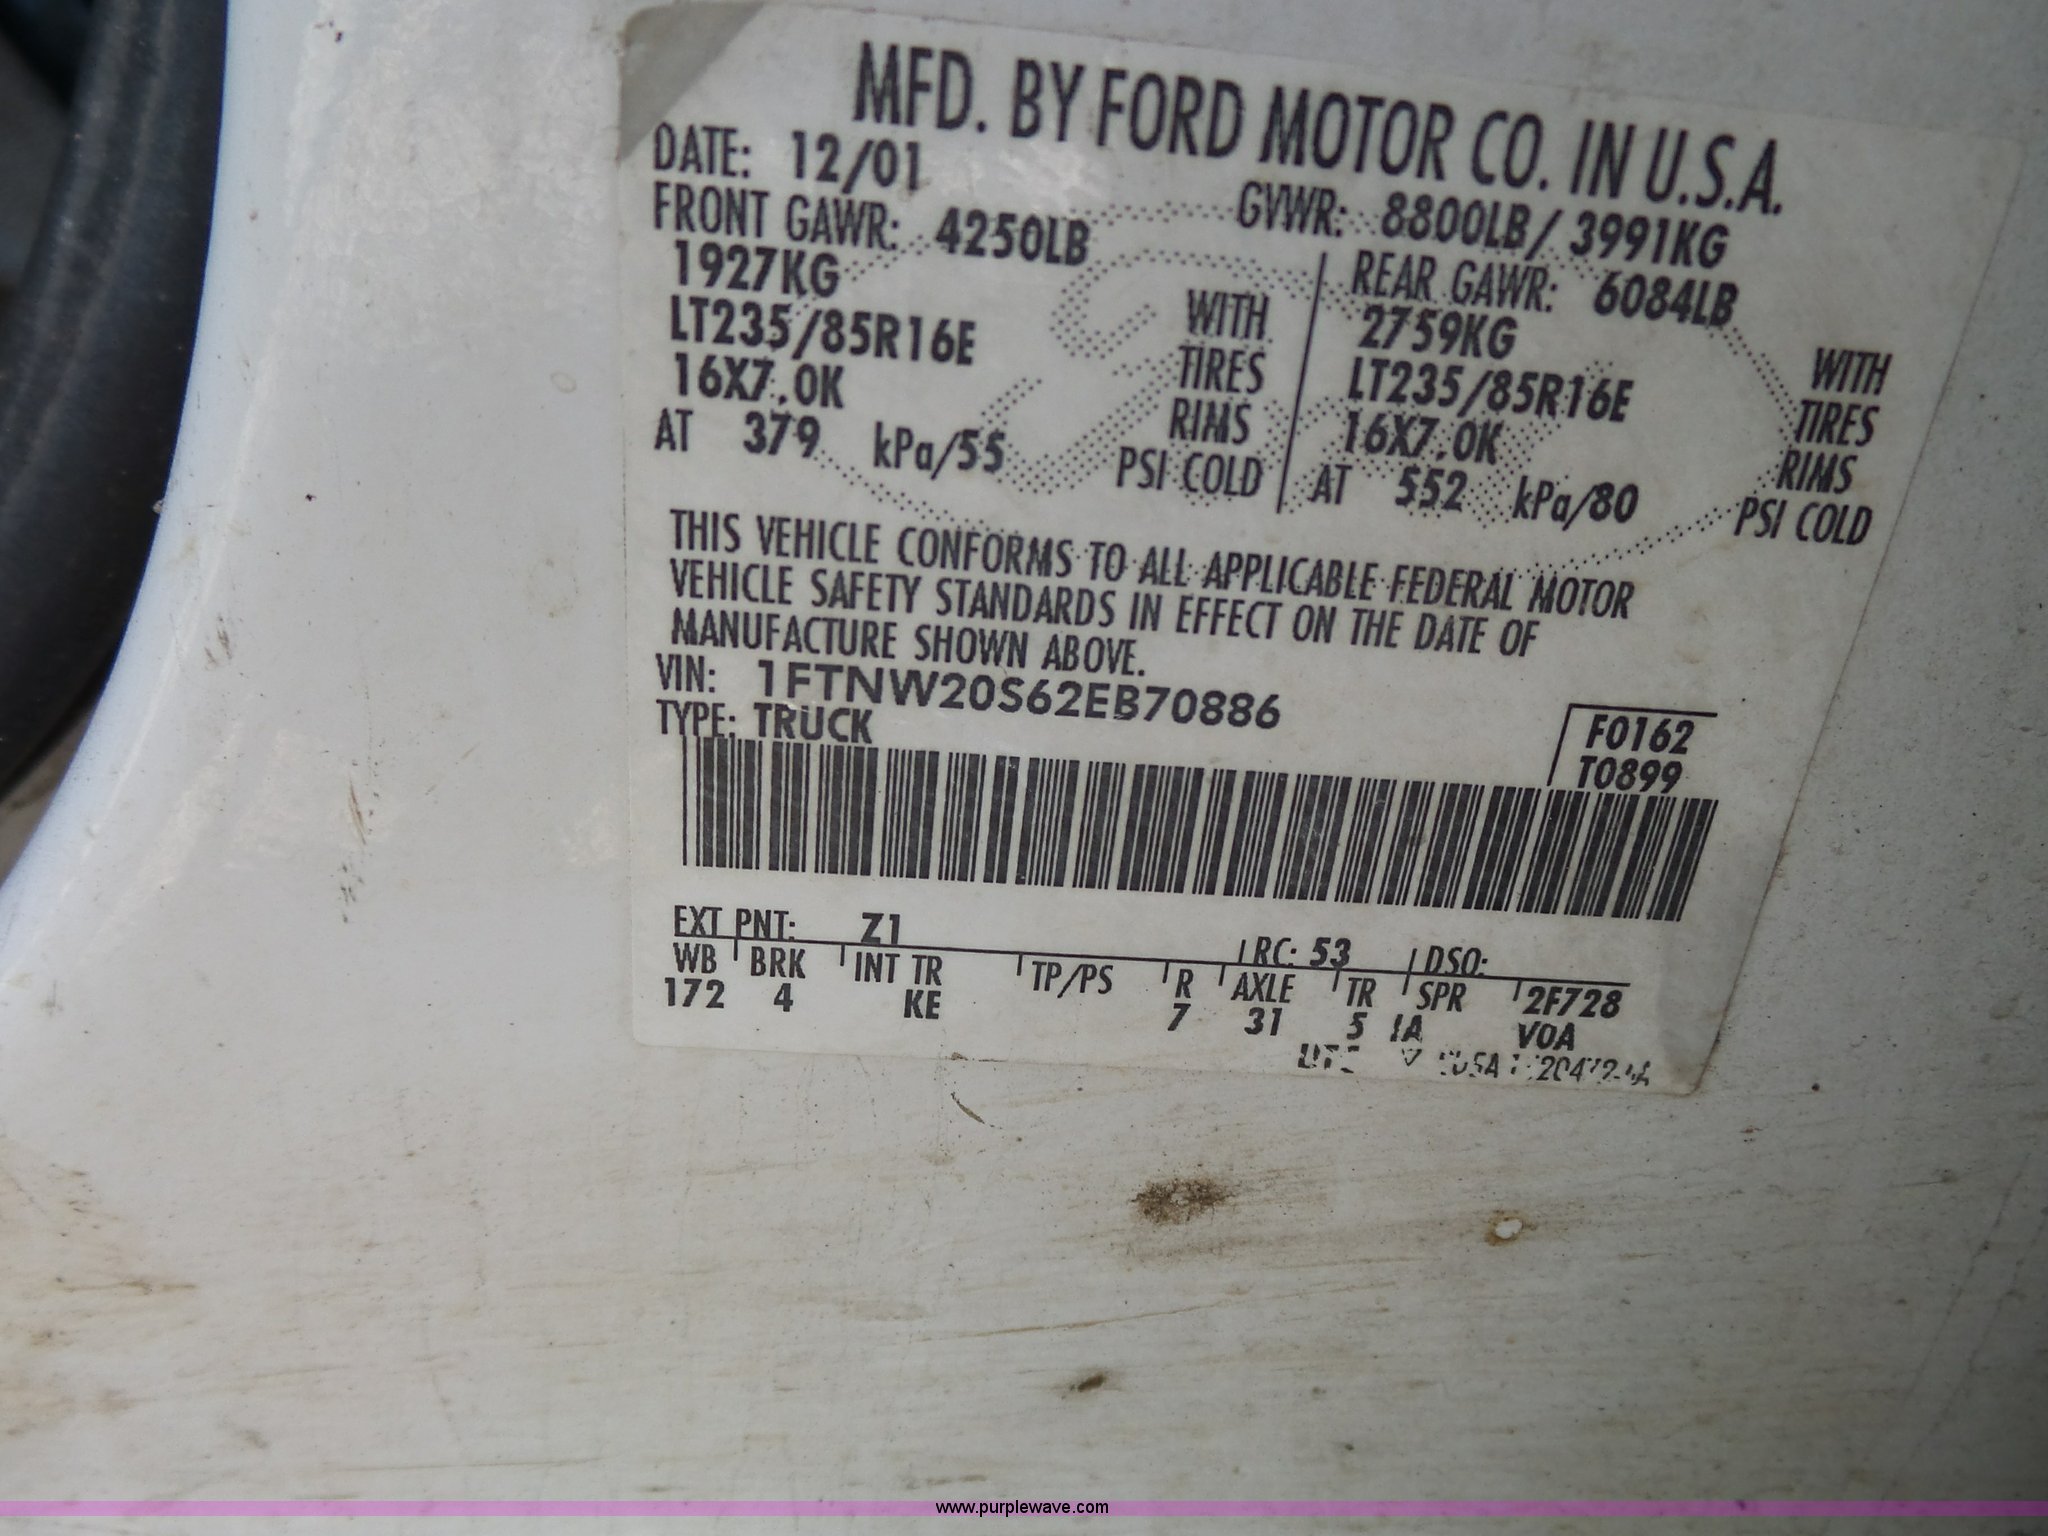 MFD. BY FORD MOTOR CO. IN U.S.A.
DATE: 12/01 GVWR: 8800LB/ 3991KG
FRONT GAWR: 4250LB REAR GAWR: 6084LB
1927KG WITH 2759KG WITH
LT235/85R16E TIRES LT235/85R16E TIRES
16X7.0K RIMS 16X7.0K RIMS
AT 379 kPa/55 PSI COLD AT 552 kPa/80 PSI COLD
THIS VEHICLE CONFORMS TO ALL APPLICABLE FEDERAL MOTOR
VEHICLE SAFETY STANDARDS IN EFFECT ON THE DATE OF
MANUFACTURE SHOWN ABOVE.
VIN: 1FTNW20S62EB70886
TYPE: TRUCK
F0162
T0899
EXT PNT: Z1 RC: 53 DSO:
WB BRK INT TR TP/PS R AXLE TR SPR 2F728
172 4 KE 7 31 5 IA VOA
www.purplewave.com